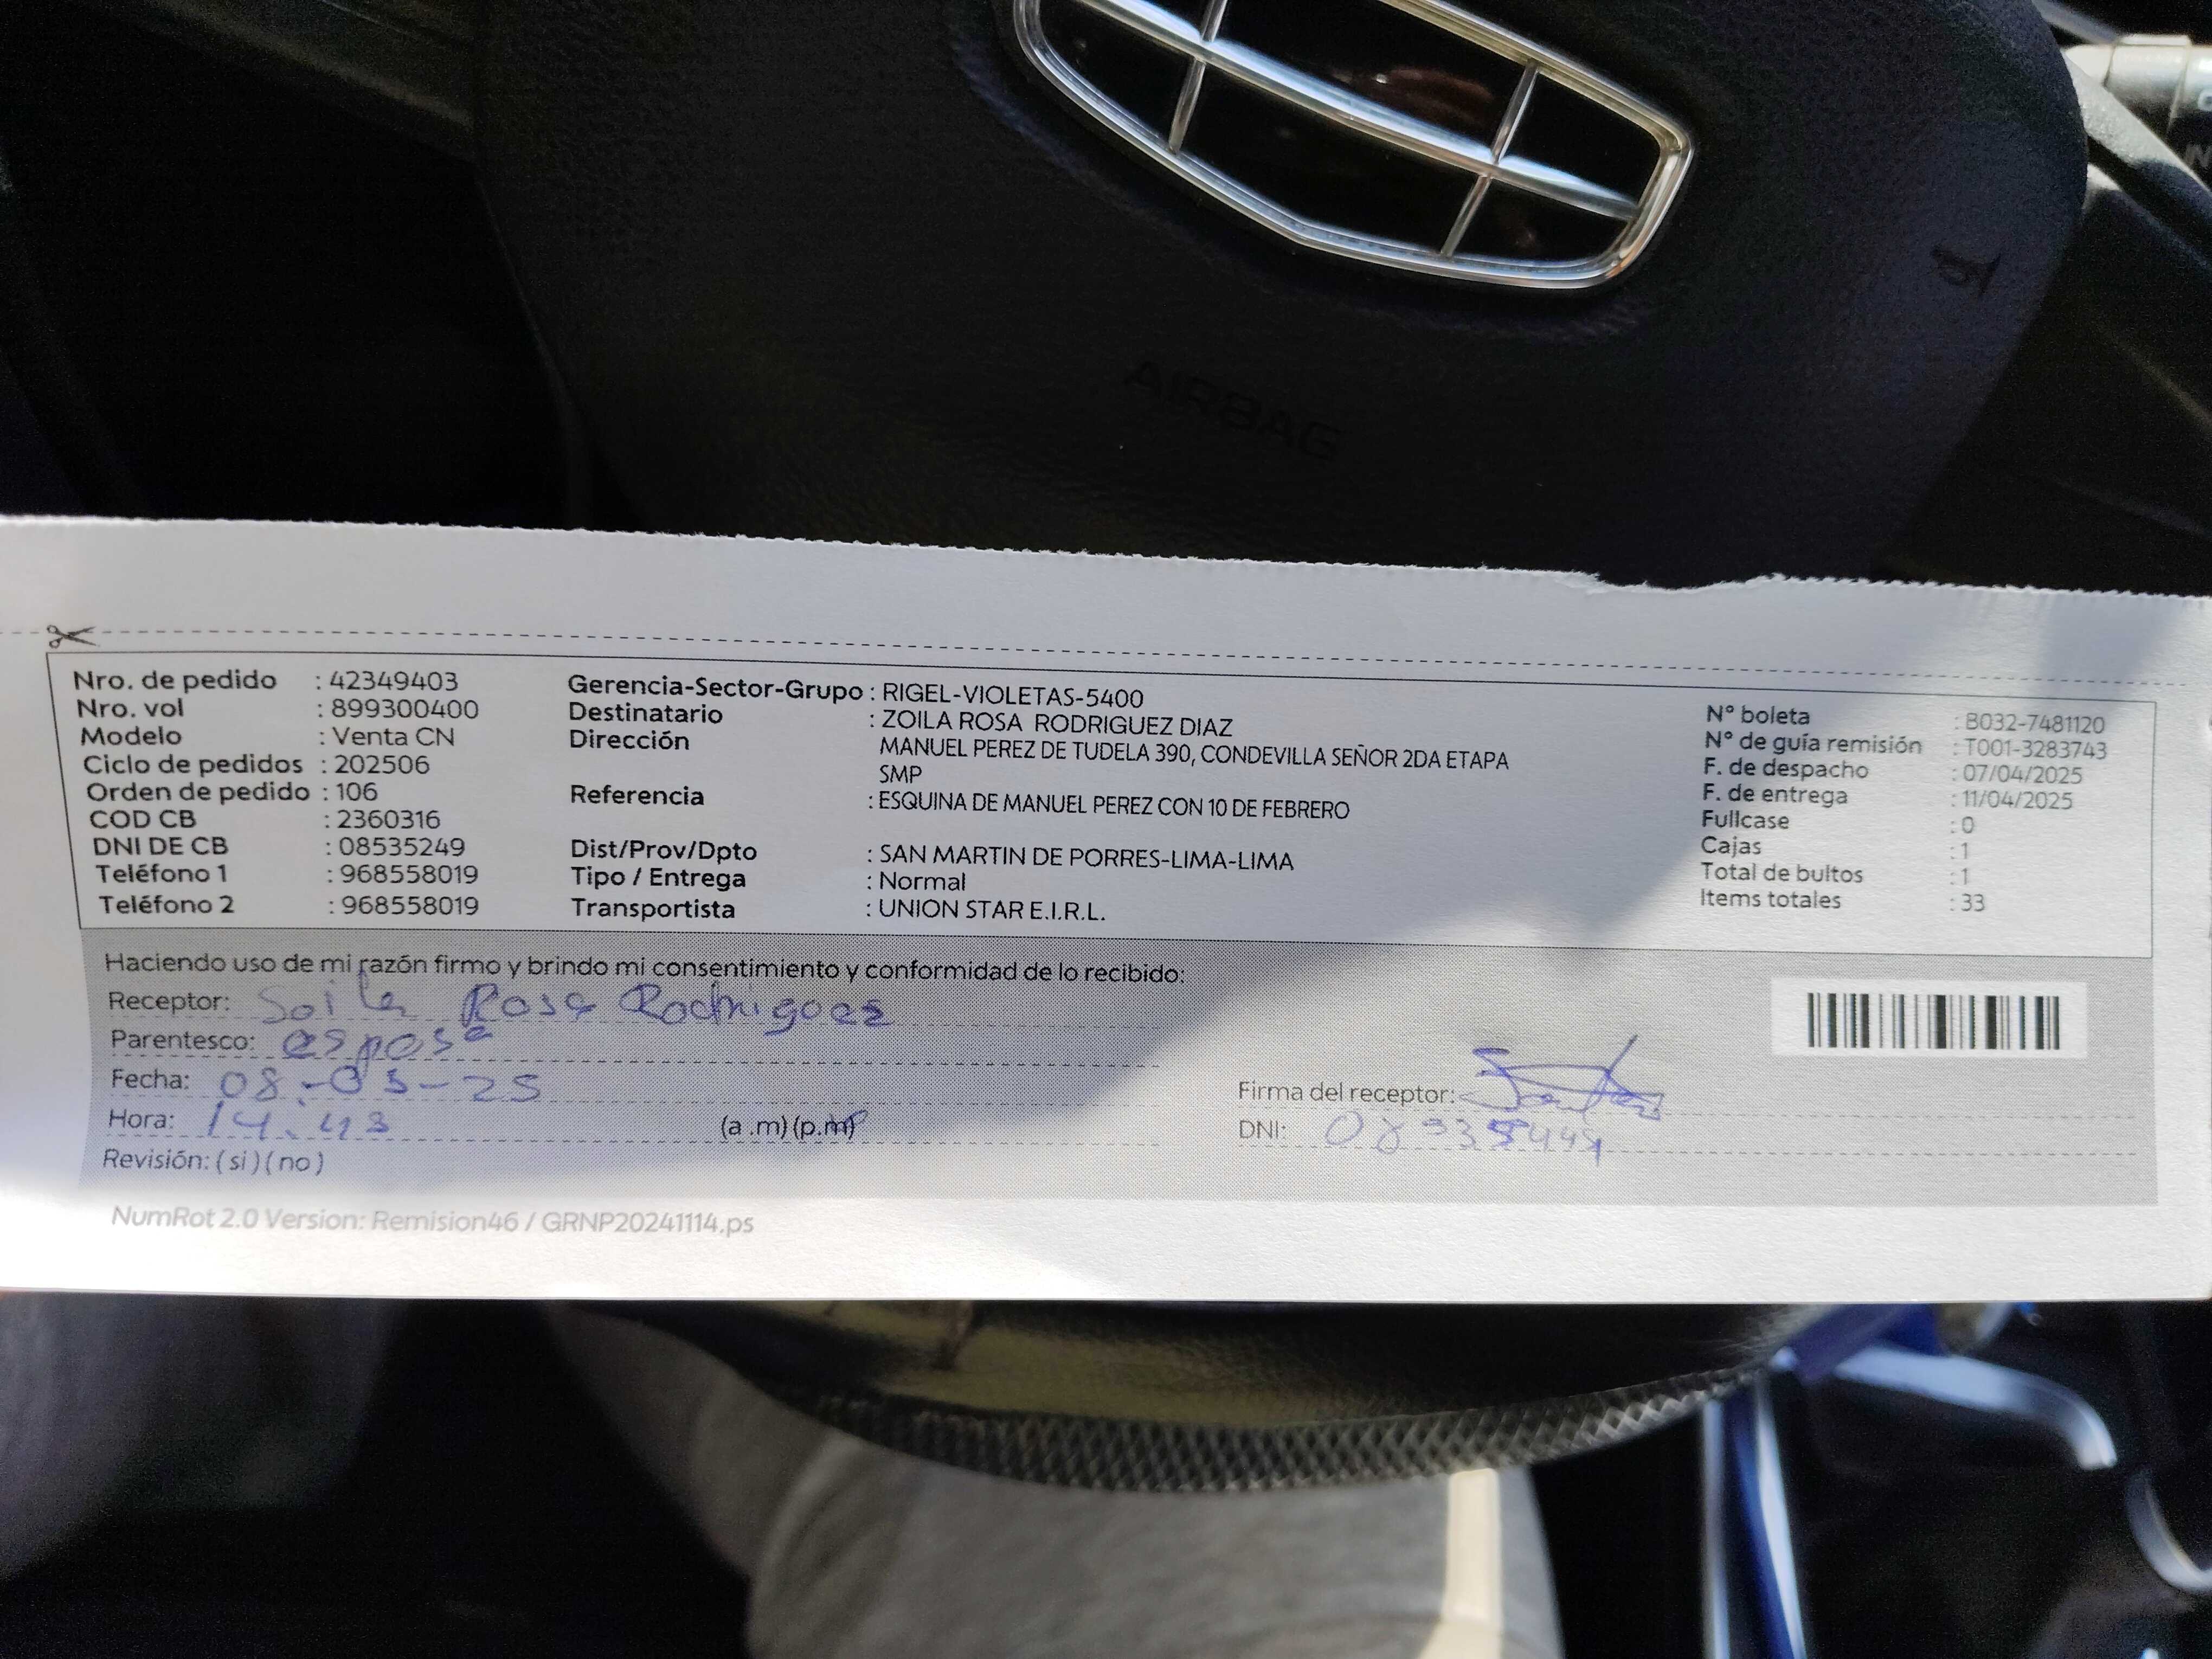 AIRBAG
Nro. de pedido : 42349403
Nro. vol : 899300400
Modelo : Venta CN
Ciclo de pedidos : 202506
Orden de pedido : 106
COD CB : 2360316
DNI DE CB : 08535249
Teléfono 1 : 968558019
Teléfono 2 : 968558019
Gerencia-Sector-Grupo : RIGEL-VIOLETAS-5400
Destinatario : ZOILA ROSA RODRIGUEZ DIAZ
Dirección MANUEL PEREZ DE TUDELA 390, CONDEVILLA SEÑOR 2DA ETAPA
SMP
Referencia : ESQUINA DE MANUEL PEREZ CON 10 DE FEBRERO
Dist/Prov/Dpto : SAN MARTIN DE PORRES-LIMA-LIMA
Tipo / Entrega : Normal
Transportista : UNION STAR E.I.R.L.
N° boleta : B032-7481120
N° de guía remisión : T001-3283743
F. de despacho : 07/04/2025
F. de entrega : 11/04/2025
Fullcase : 0
Cajas : 1
Total de bultos : 1
Items totales : 33
Haciendo uso de mi razón firmo y brindo mi consentimiento y conformidad de lo recibido:
Receptor: Soila Rosa Rodriguez
Parentesco: esposa
Fecha:
Hora: 14:43 (a .m)(p.m)
Revisión: (si)(no)
Firma del receptor:
DNI:
NumRot 2.0 Version: Remision46 / GRNP20241114.ps